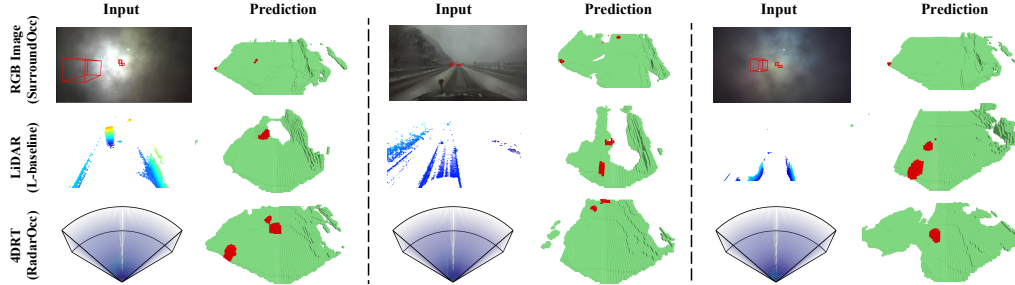 Input Prediction Input Prediction Input Prediction
RGB Image
(SurroundOcc)
LiDAR
(L-baseline)
4DRT
(RadarOcc)